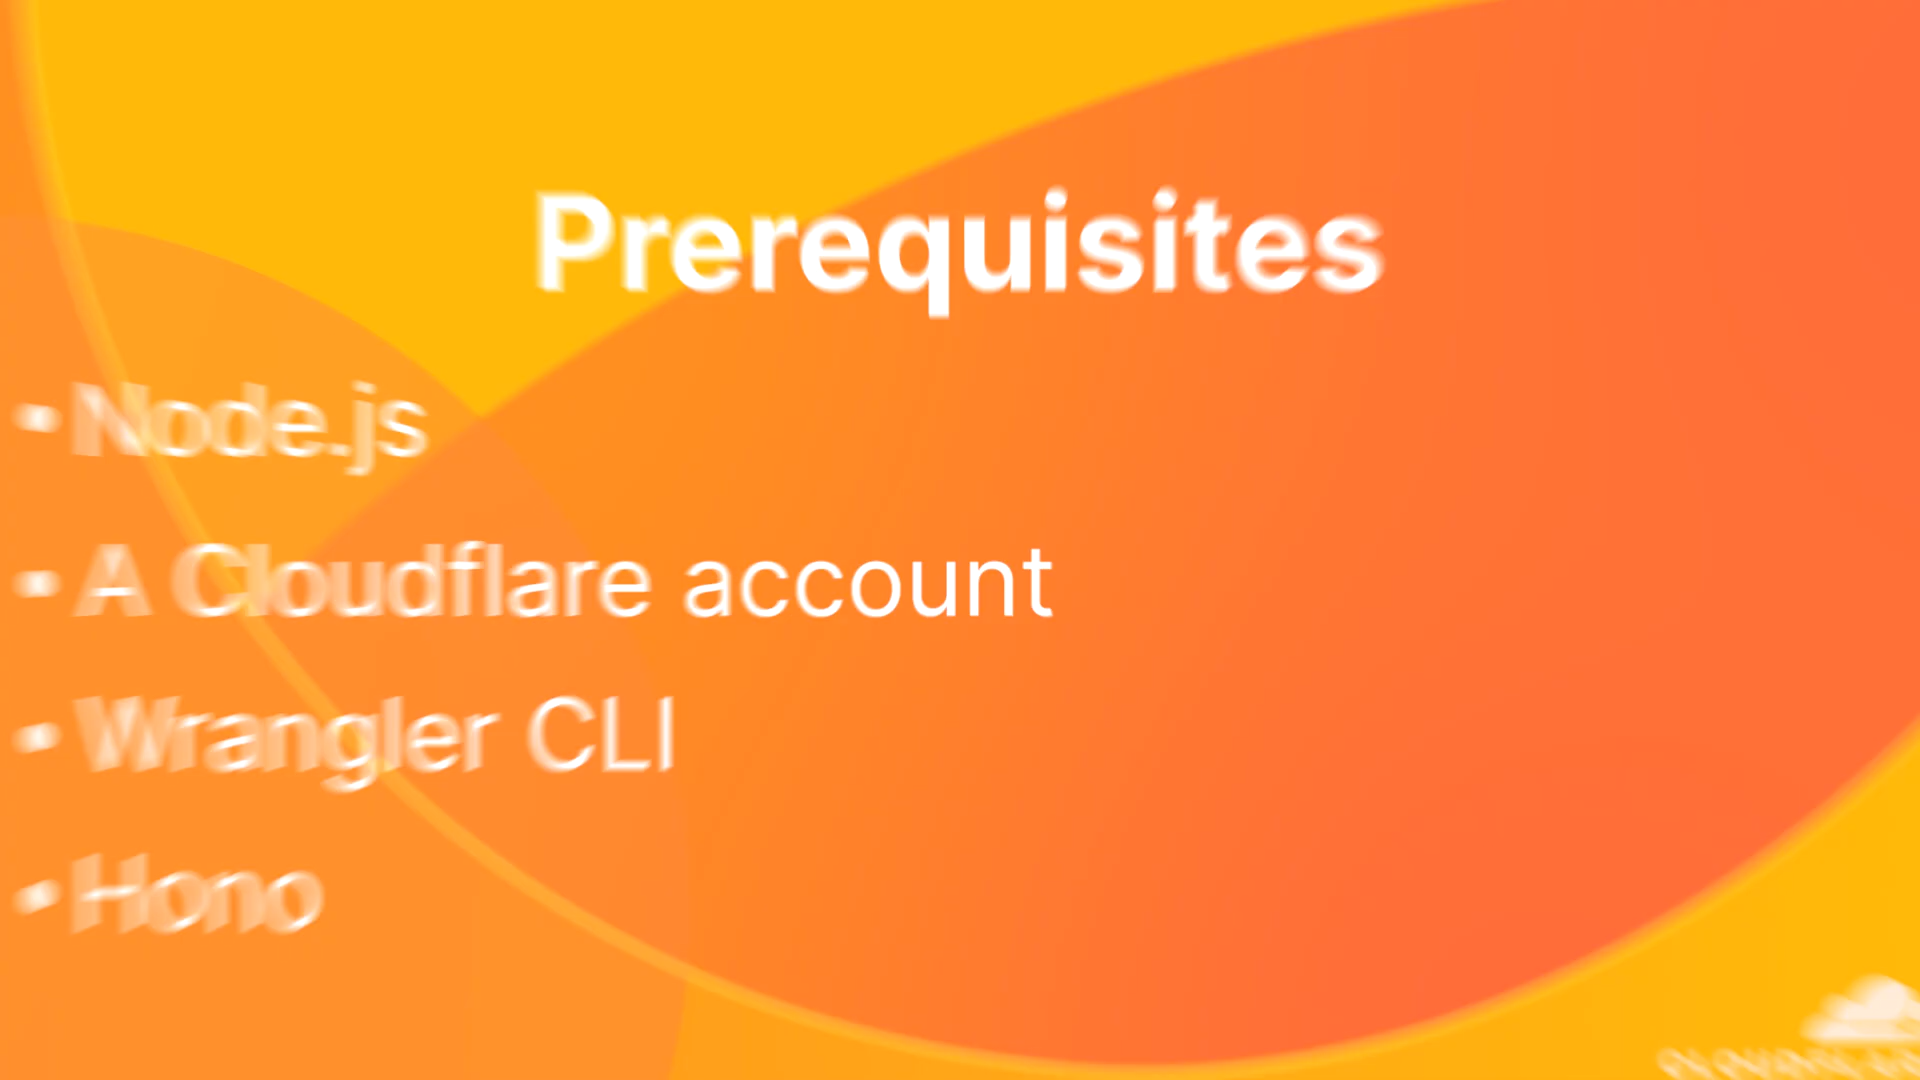 Prerequisites
• Node.js
• A Cloudflare account
• Wrangler CLI
• Hono